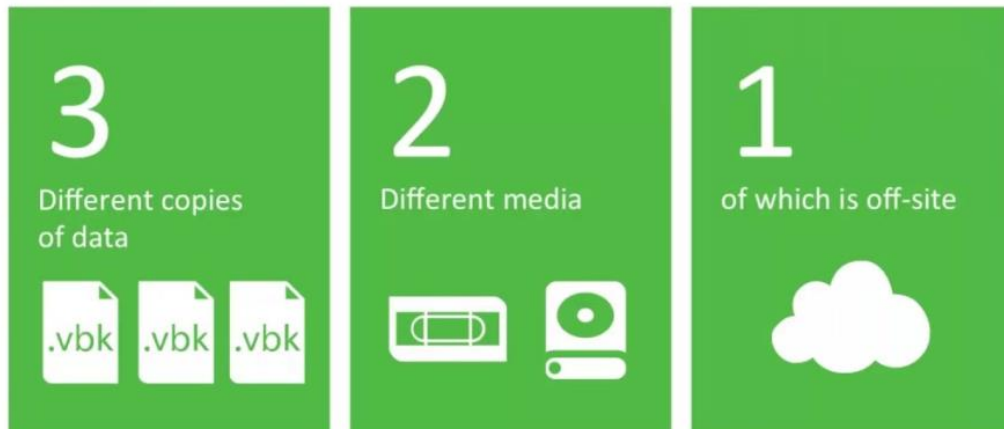 3
Different copies
of data
.vbk
.vbk
.vbk
2
Different media
1
of which is off-site